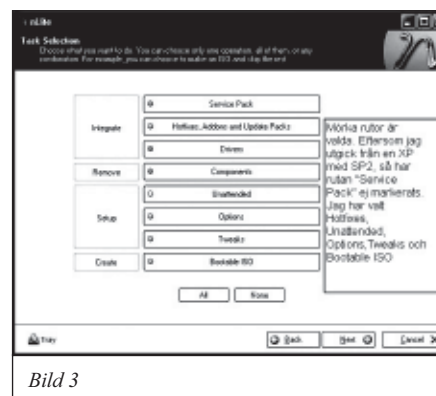 nLite
Task Selection
Choose what you want to do. You can choose only one operation, all of them, or any
combination. For example, you can choose to make an ISO and skip the rest
Integrate
Service Pack
Hotfixes, Addons and Update Packs
Drivers
Remove
Components
Setup
Unattended
Options
Tweaks
Create
Bootable ISO
All
None
Mörka rutor är
valda. Eftersom jag
utgick från en XP
med SP2, så har
rutan "Service
Pack" ej markerats.
Jag har valt
Hotfixes,
Unattended,
Options, Tweaks och
Bootable ISO
Tray
Back
Next
Cancel
Bild 3